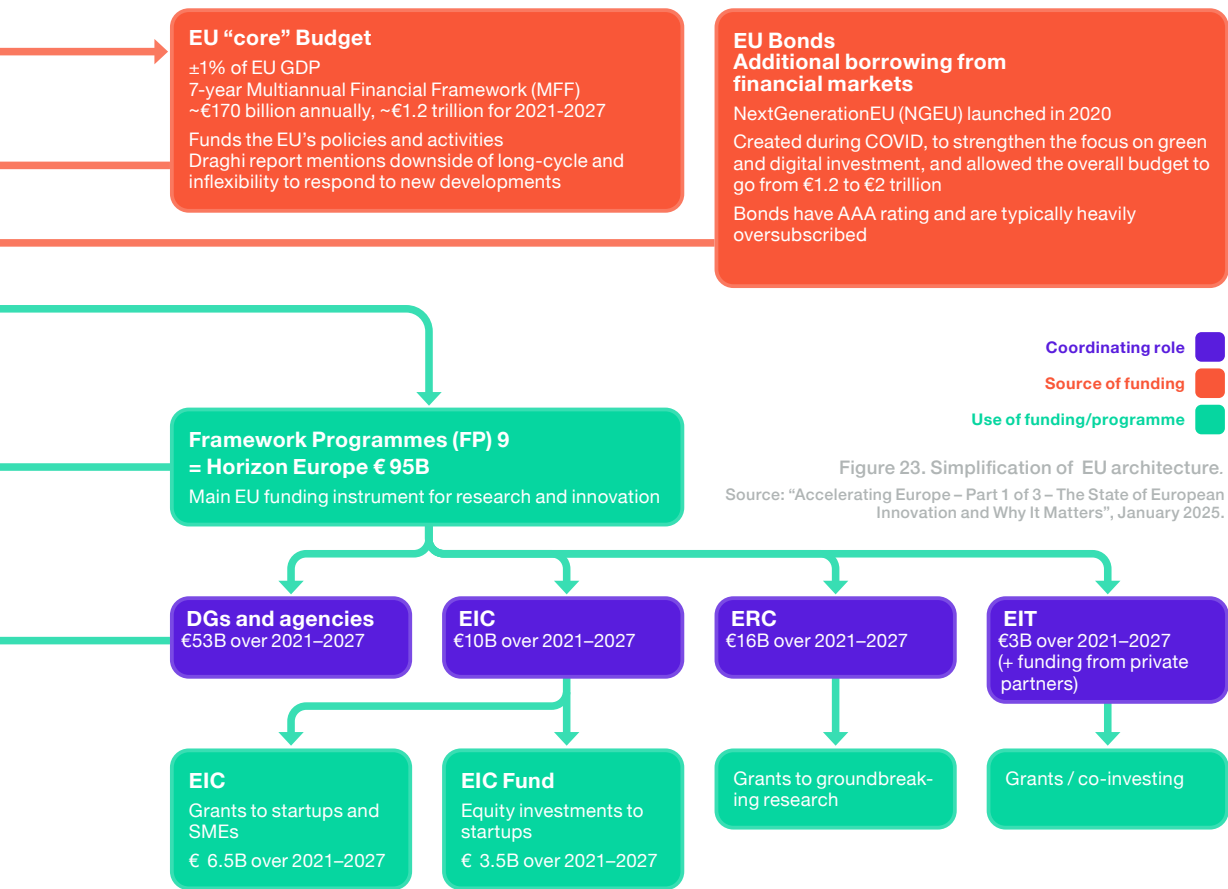 EU “core” Budget
±1% of EU GDP
7-year Multiannual Financial Framework (MFF)
~€170 billion annually, ~€1.2 trillion for 2021-2027
Funds the EU’s policies and activities
Draghi report mentions downside of long-cycle and
inflexibility to respond to new developments
EU Bonds
Additional borrowing from
financial markets
NextGenerationEU (NGEU) launched in 2020
Created during COVID, to strengthen the focus on green
and digital investment, and allowed the overall budget to
go from €1.2 to €2 trillion
Bonds have AAA rating and are typically heavily
oversubscribed
Coordinating role
Source of funding
Use of funding/programme
Figure 23. Simplification of EU architecture.
Source: “Accelerating Europe – Part 1 of 3 – The State of European
Innovation and Why It Matters”, January 2025.
Framework Programmes (FP) 9
= Horizon Europe € 95B
Main EU funding instrument for research and innovation
DGs and agencies
€53B over 2021–2027
EIC
€10B over 2021–2027
ERC
€16B over 2021–2027
EIT
€3B over 2021–2027
(+ funding from private
partners)
EIC
Grants to startups and
SMEs
€ 6.5B over 2021–2027
EIC Fund
Equity investments to
startups
€ 3.5B over 2021–2027
Grants to groundbreak-
ing research
Grants / co-investing